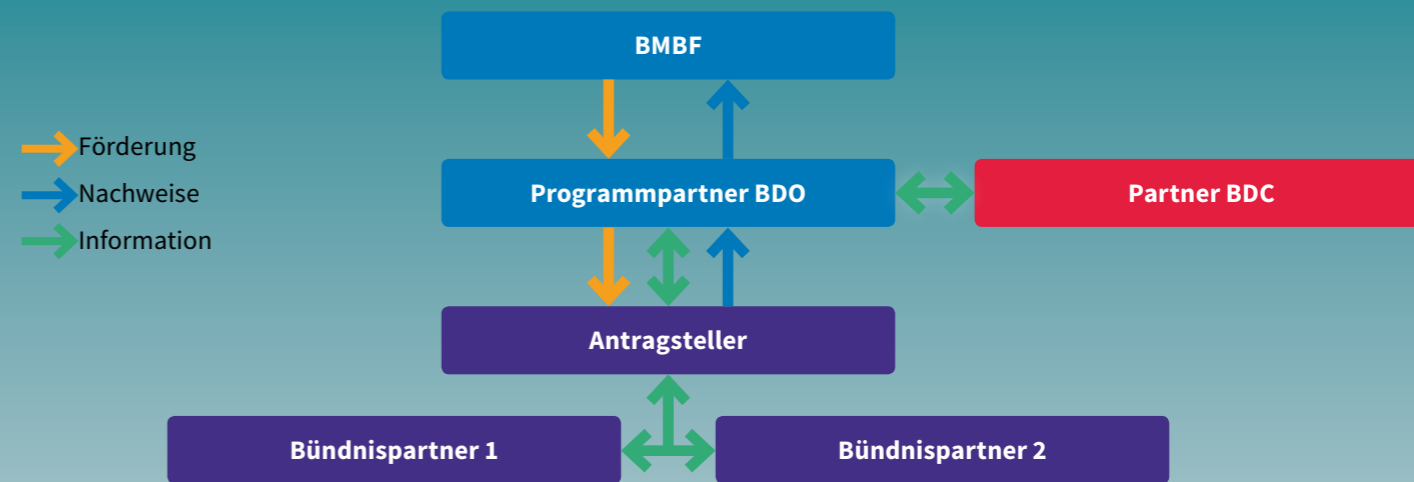 BMBF
Förderung
Nachweise
Information
Programmpartner BDO
Partner BDC
Antragsteller
Bündnispartner 1
Bündnispartner 2